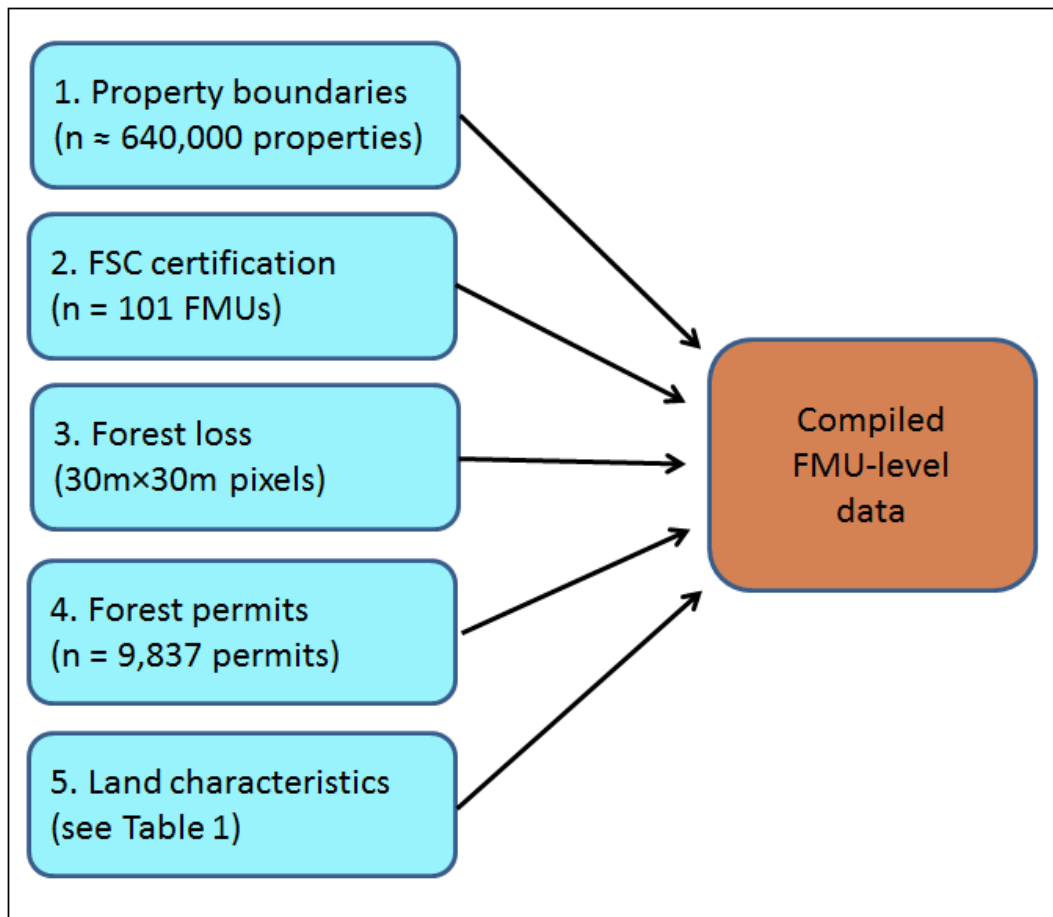 1. Property boundaries
(n ≈ 640,000 properties)
2. FSC certification
(n = 101 FMUs)
3. Forest loss
(30m×30m pixels)
4. Forest permits
(n = 9,837 permits)
5. Land characteristics
(see Table 1)
Compiled
FMU-level
data